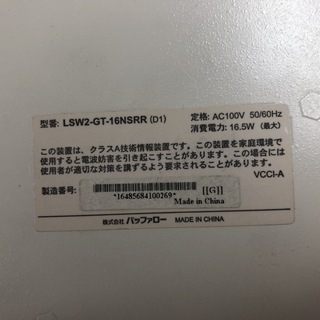 型番: LSW2-GT-16NSRR (D1)
定格: AC100V 50/60Hz
消費電力: 16.5W (最大)
この装置は、クラスA技術情報装置です。この装置を家庭環境で
使用すると電波妨害を引き起こすことがあります。この場合には
使用者が適切な対策を講ずるよう要求されることがあります。
VCCI-A
製造番号:
*16485684100269*
[[G]]
Made in China
株式会社 バッファロー MADE IN CHINA